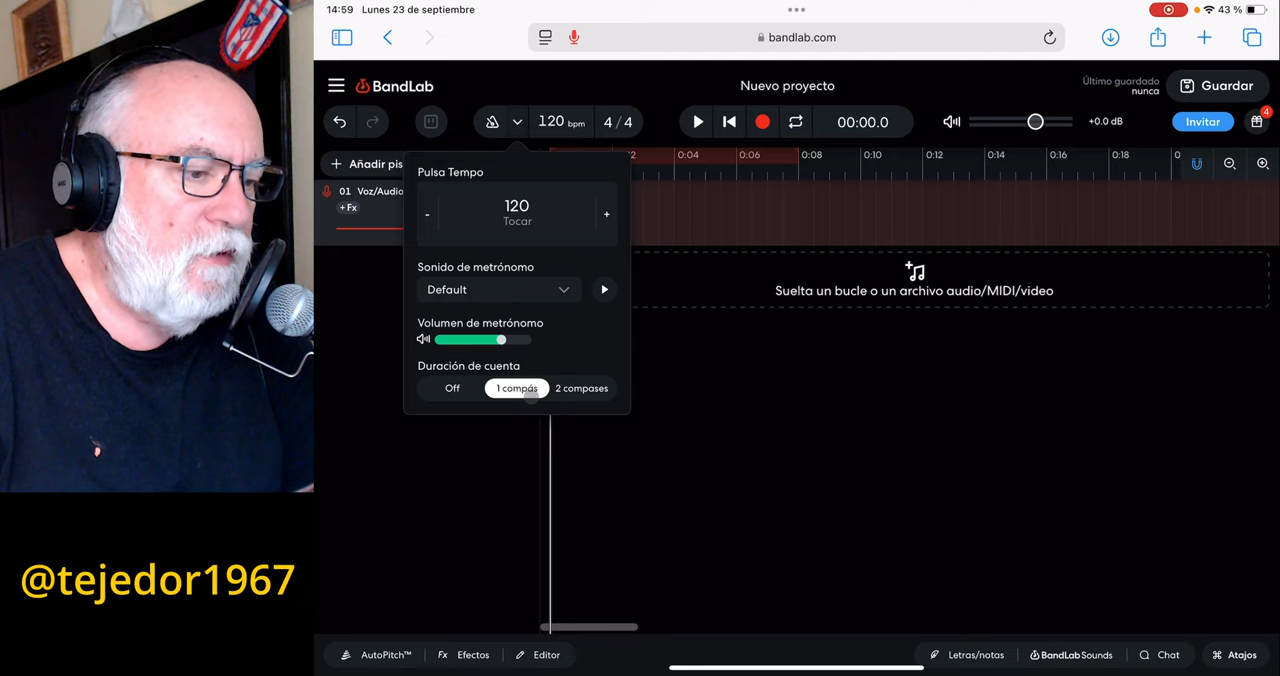 14:59 Lunes 23 de septiembre
43 %
bandlab.com
BandLab
Nuevo proyecto
Último guardado
nunca
Guardar
120 bpm
4 / 4
00:00.0
+0.0 dB
Invitar
4
+ Añadir pis
2 0:04 0:06 0:08 0:10 0:12 0:14 0:16 0:18 0
01 Voz/Audio
+ Fx
Pulsa Tempo
- 120 +
Tocar
Sonido de metrónomo
Default
Volumen de metrónomo
Duración de cuenta
Off 1 compás 2 compases
Suelta un bucle o un archivo audio/MIDI/video
@tejedor1967
AutoPitch™ Fx Efectos Editor Letras/notas BandLab Sounds Chat Atajos